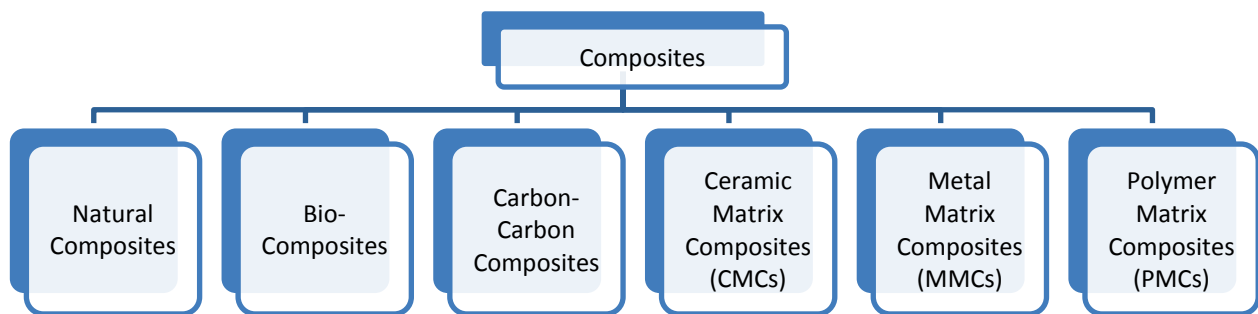 Composites
Natural
Composites
Bio-
Composites
Carbon-
Carbon
Composites
Ceramic
Matrix
Composites
(CMCs)
Metal
Matrix
Composites
(MMCs)
Polymer
Matrix
Composites
(PMCs)